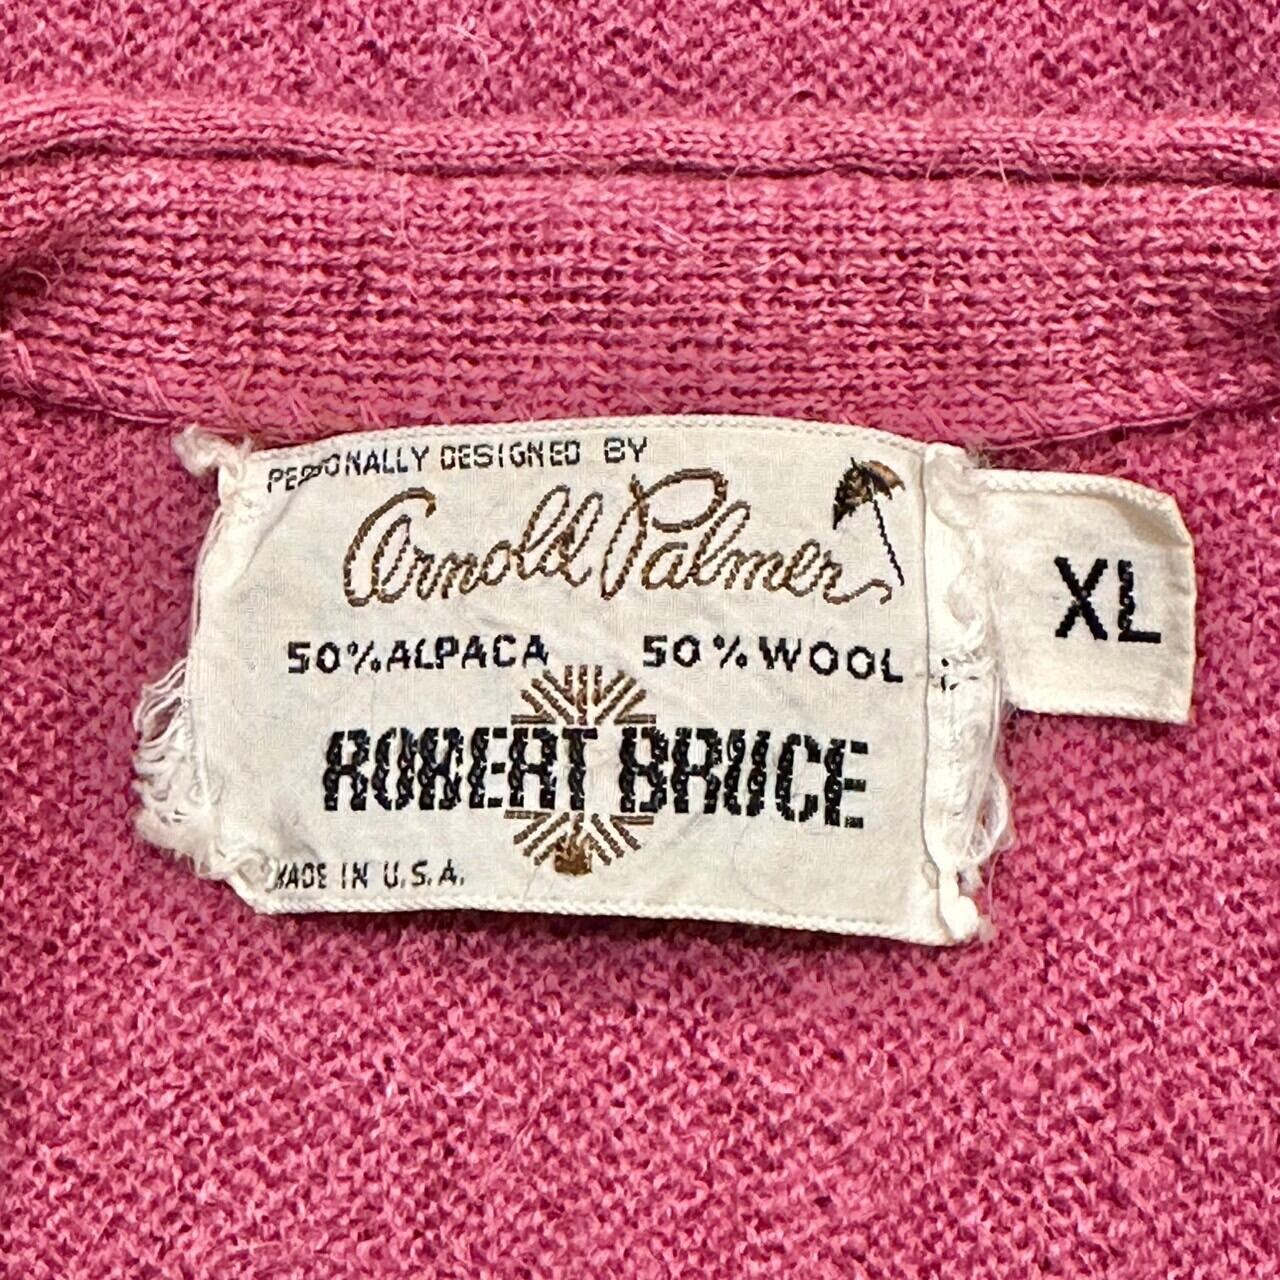 PERSONALLY DESIGNED BY
Arnold Palmer
50% ALPACA 50% WOOL
ROBERT BRUCE
MADE IN U.S.A.
XL